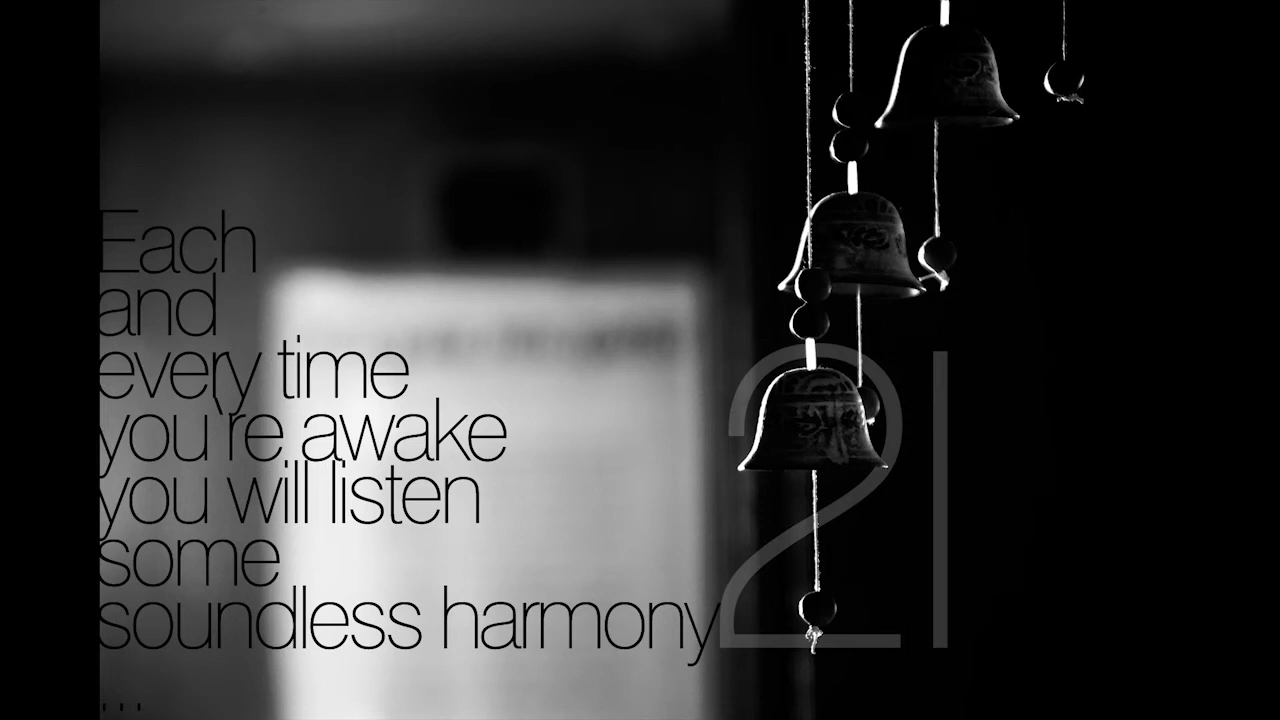 Each
and
every time
you`re awake
you will listen
some
soundless harmony
21